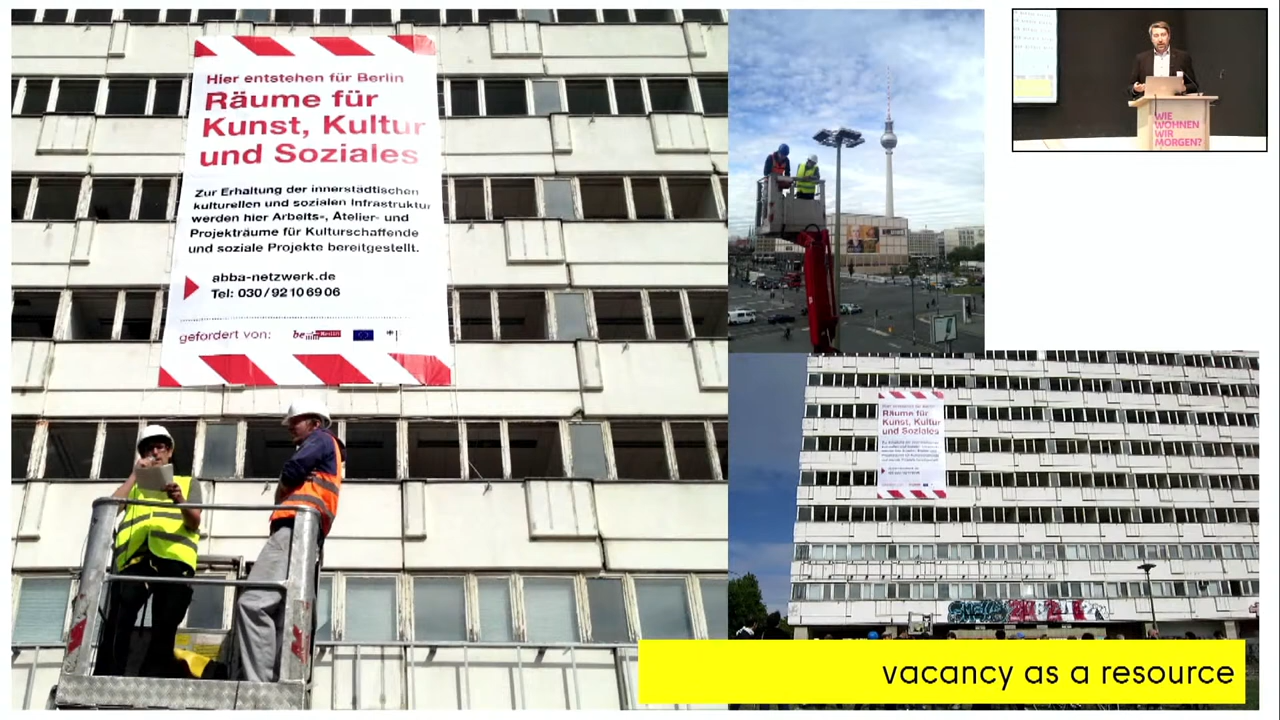 Hier entstehen für Berlin
Räume für
Kunst, Kultur
und Soziales
Zur Erhaltung der innerstädtischen
kulturellen und sozialen Infrastruktur
werden hier Arbeits-, Atelier- und
Projekträume für Kulturschaffende
und soziale Projekte bereitgestellt.
abba-netzwerk.de
Tel: 030/92106906
gefördert von:
be Berlin
WIE
WOHNEN
WIR
MORGEN?
Räume für
Kunst, Kultur
und Soziales
vacancy as a resource